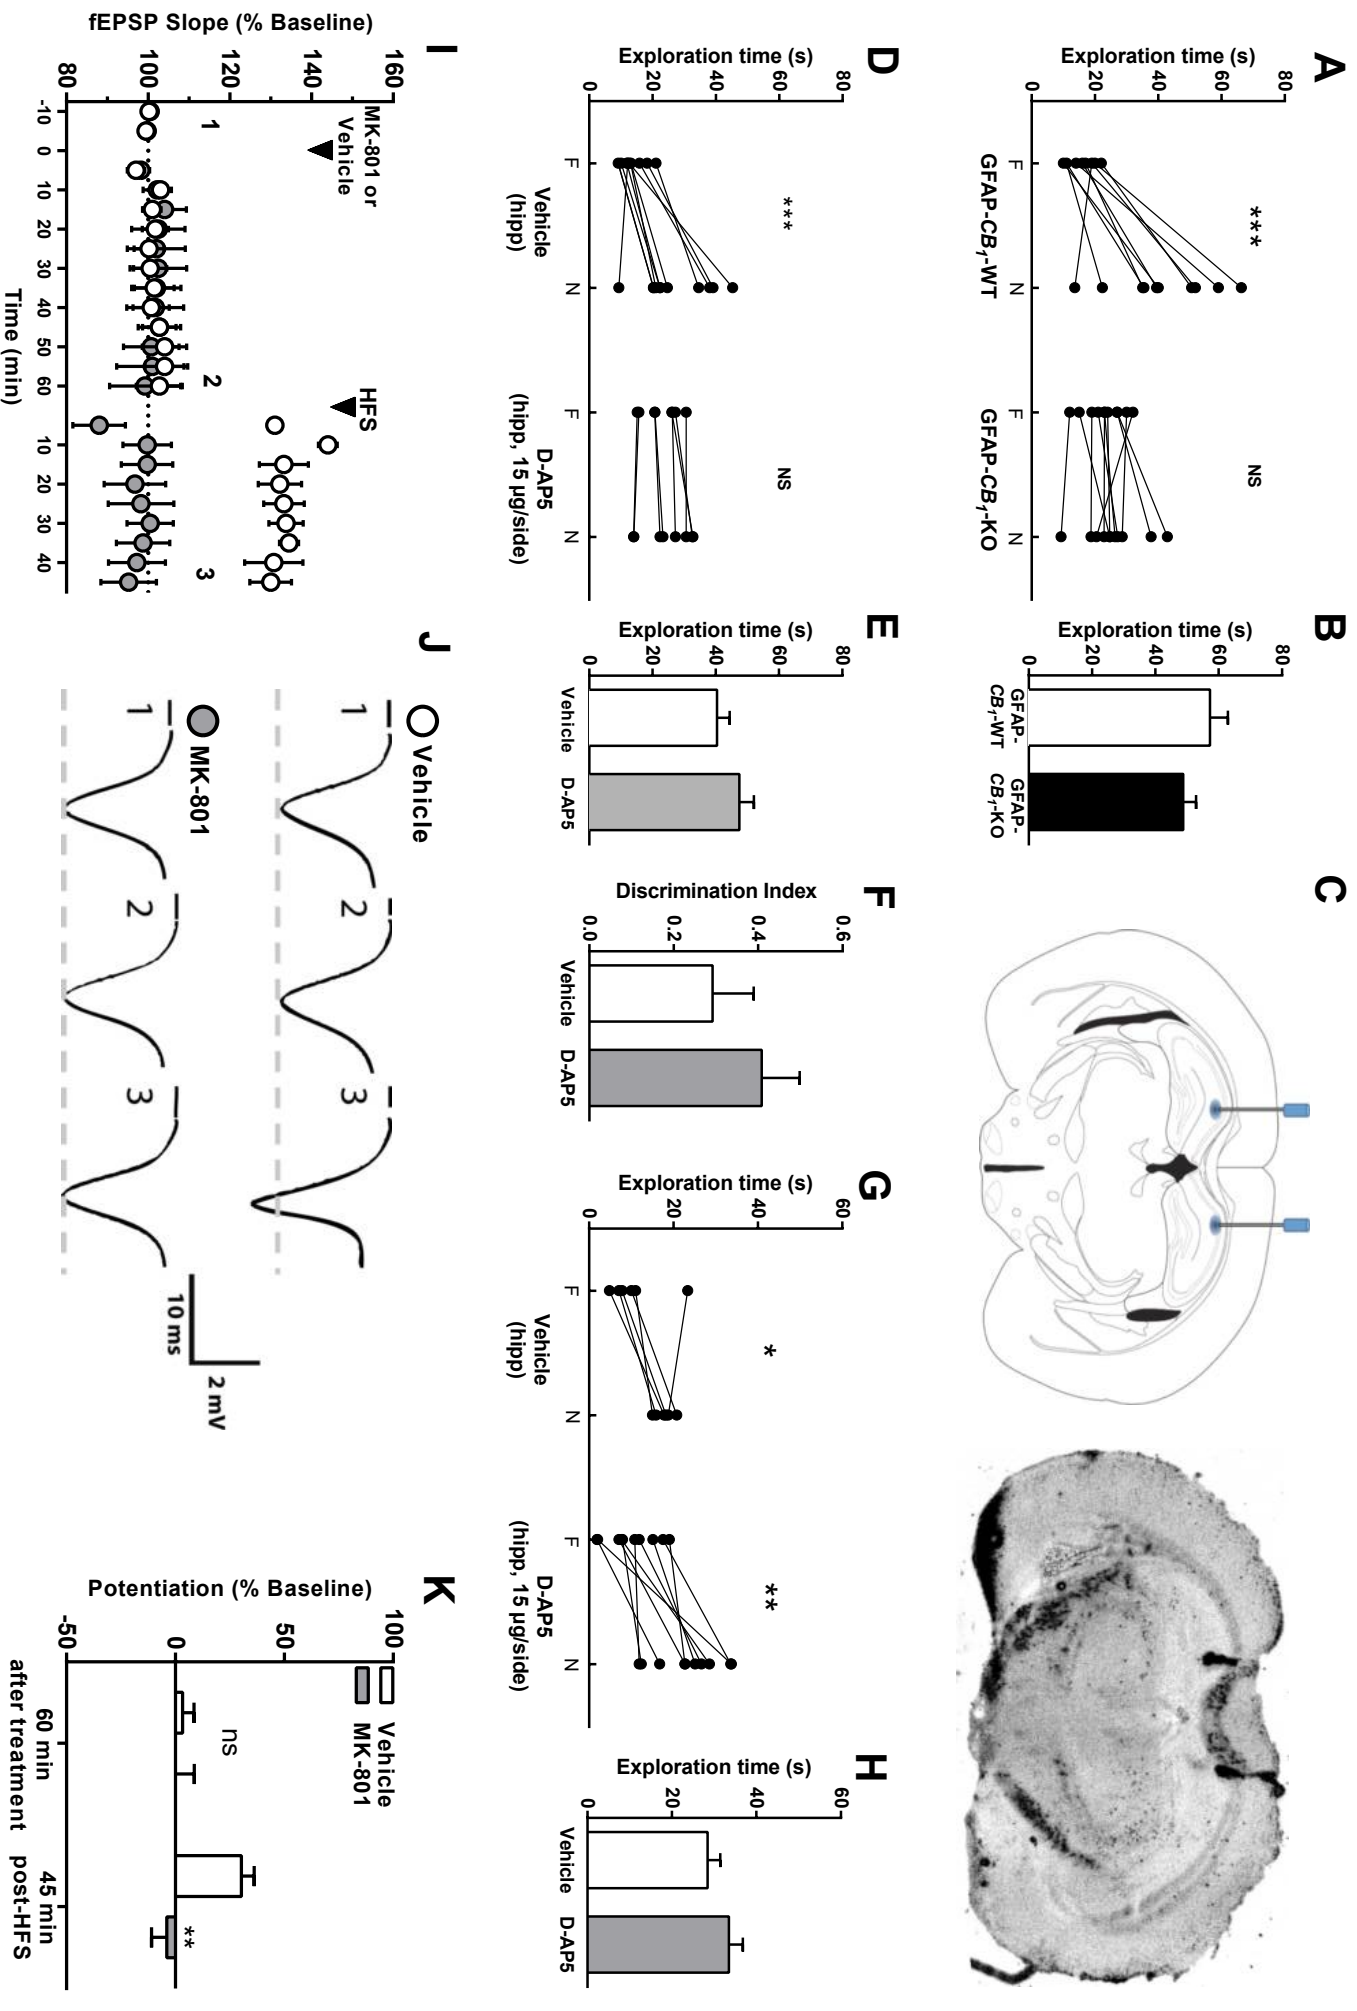 A
Exploration time (s)
80
60
40
20
0
***
NS
F
N
F
N
GFAP-CB1-WT
GFAP-CB1-KO
B
Exploration time (s)
80
60
40
20
0
GFAP-
CB1-WT
GFAP-
CB1-KO
C
D
Exploration time (s)
80
60
40
20
0
***
NS
F
N
F
N
Vehicle
(hipp)
D-AP5
(hipp, 15 µg/side)
E
Exploration time (s)
80
60
40
20
0
Vehicle
D-AP5
F
Discrimination Index
0.6
0.4
0.2
0.0
Vehicle
D-AP5
G
Exploration time (s)
60
40
20
0
*
**
F
N
F
N
Vehicle
(hipp)
D-AP5
(hipp, 15 µg/side)
H
Exploration time (s)
60
40
20
0
Vehicle
D-AP5
I
fEPSP Slope (% Baseline)
160
140
120
100
80
MK-801 or
Vehicle
HFS
1
2
3
-10 0 10 20 30 40 50 60 10 20 30 40
Time (min)
J
Vehicle
1
2
3
MK-801
1
2
3
2 mV
10 ms
K
Potentiation (% Baseline)
100
50
0
-50
Vehicle
MK-801
ns
**
60 min
after treatment
45 min
post-HFS